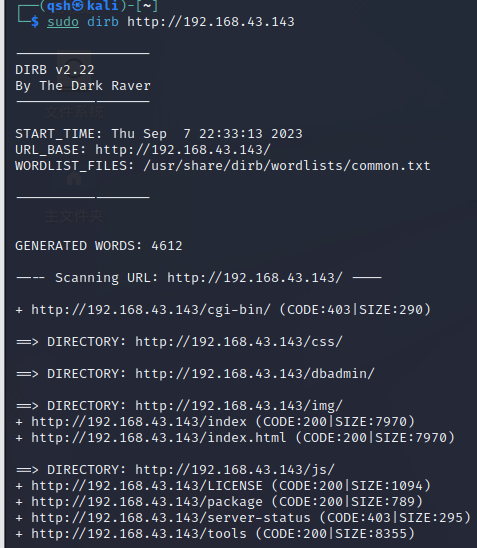 ┌──(qsh㉿kali)-[~]
└─$ sudo dirb http://192.168.43.143
-----------------
DIRB v2.22
By The Dark Raver
-----------------
START_TIME: Thu Sep  7 22:33:13 2023
URL_BASE: http://192.168.43.143/
WORDLIST_FILES: /usr/share/dirb/wordlists/common.txt
-----------------
主文件夹
GENERATED WORDS: 4612
---- Scanning URL: http://192.168.43.143/ ----
+ http://192.168.43.143/cgi-bin/ (CODE:403|SIZE:290)
==> DIRECTORY: http://192.168.43.143/css/
==> DIRECTORY: http://192.168.43.143/dbadmin/
==> DIRECTORY: http://192.168.43.143/img/
+ http://192.168.43.143/index (CODE:200|SIZE:7970)
+ http://192.168.43.143/index.html (CODE:200|SIZE:7970)
==> DIRECTORY: http://192.168.43.143/js/
+ http://192.168.43.143/LICENSE (CODE:200|SIZE:1094)
+ http://192.168.43.143/package (CODE:200|SIZE:789)
+ http://192.168.43.143/server-status (CODE:403|SIZE:295)
+ http://192.168.43.143/tools (CODE:200|SIZE:8355)